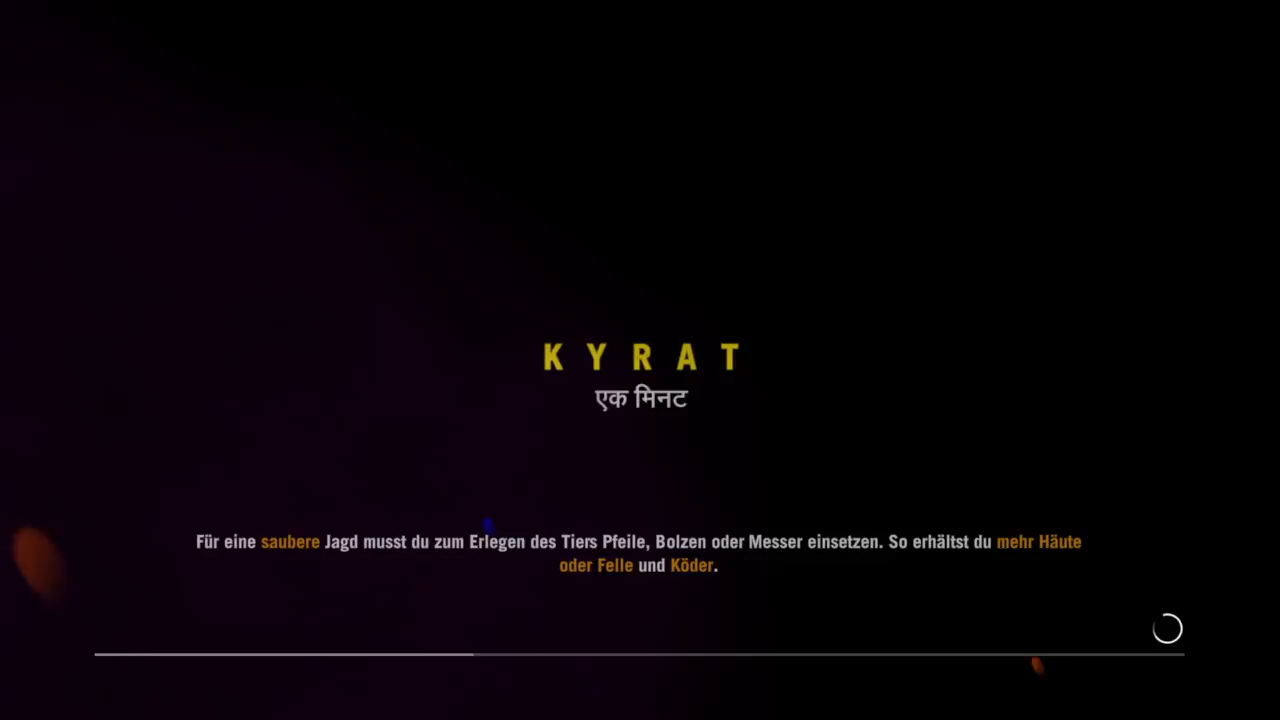 KYRAT
एक मिनट
Für eine saubere Jagd musst du zum Erlegen des Tiers Pfeile, Bolzen oder Messer einsetzen. So erhältst du mehr Häute
oder Felle und Köder.